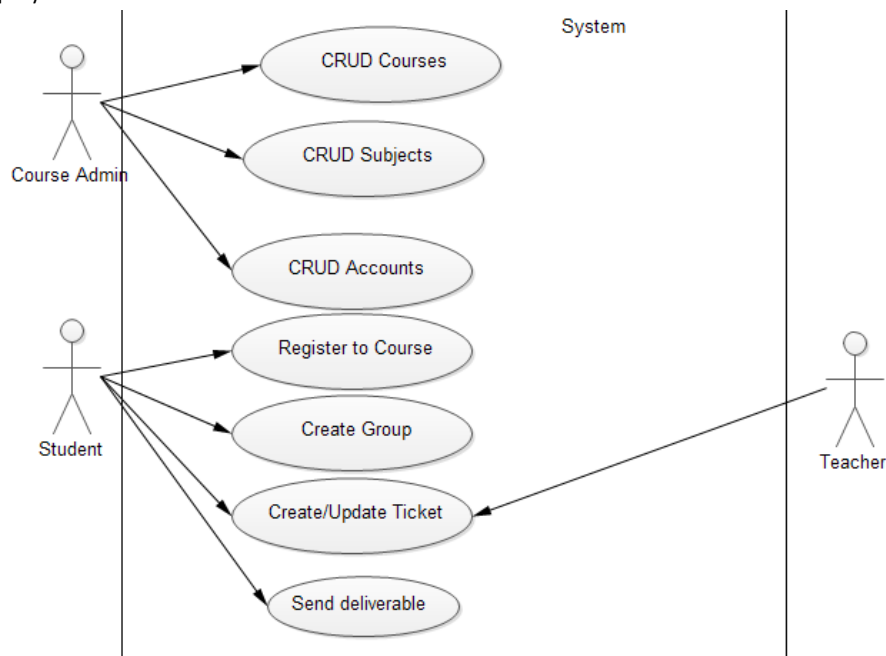 System
CRUD Courses
CRUD Subjects
Course Admin
CRUD Accounts
Register to Course
Create Group
Student
Teacher
Create/Update Ticket
Send deliverable